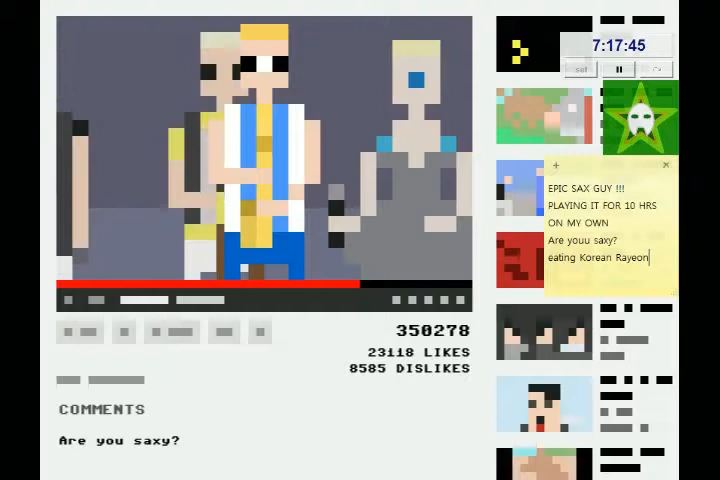 7:17:45
set
EPIC SAX GUY !!!
PLAYING IT FOR 10 HRS
ON MY OWN
Are youu saxy?
eating Korean Rayeon
350278
23118 LIKES
8585 DISLIKES
COMMENTS
Are you saxy?